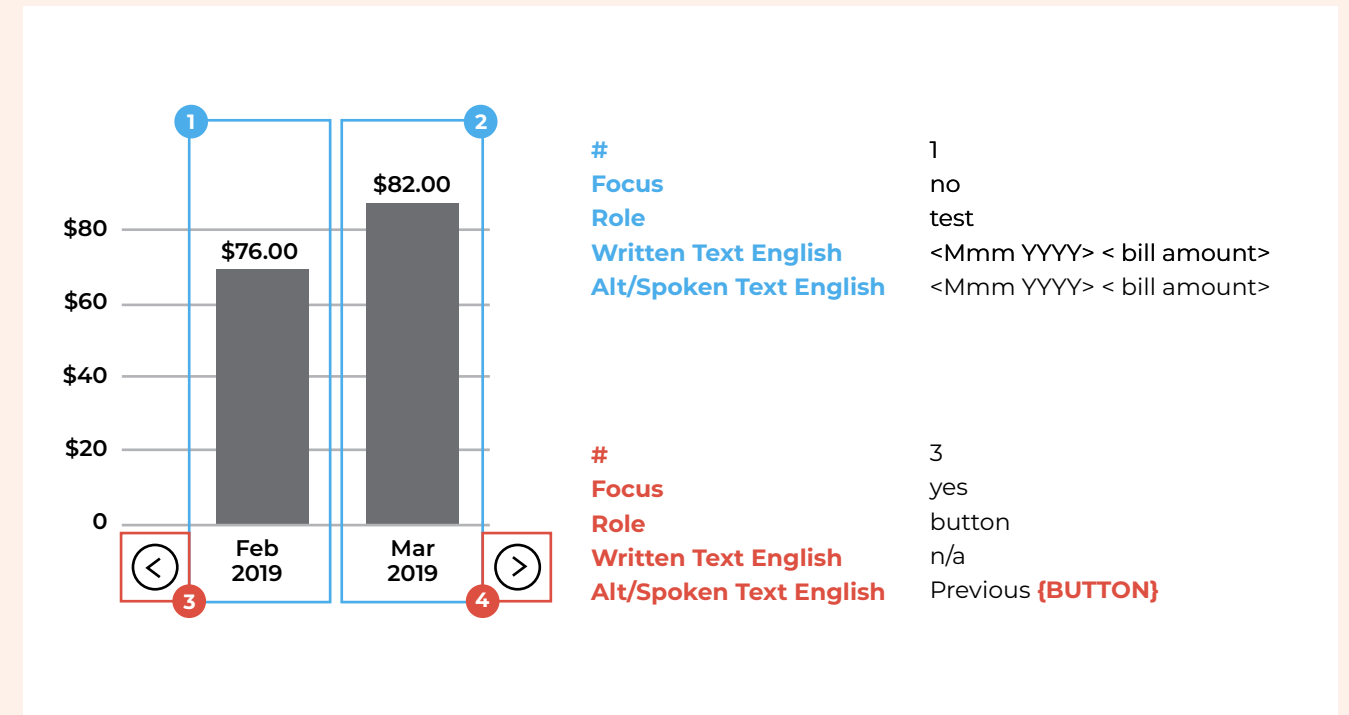 1
2
$82.00
$80
$76.00
$60
$40
$20
0
Feb
2019
Mar
2019
<
>
3
4
# 1
Focus no
Role test
Written Text English <Mmm YYYY> < bill amount>
Alt/Spoken Text English <Mmm YYYY> < bill amount>
# 3
Focus yes
Role button
Written Text English n/a
Alt/Spoken Text English Previous {BUTTON}